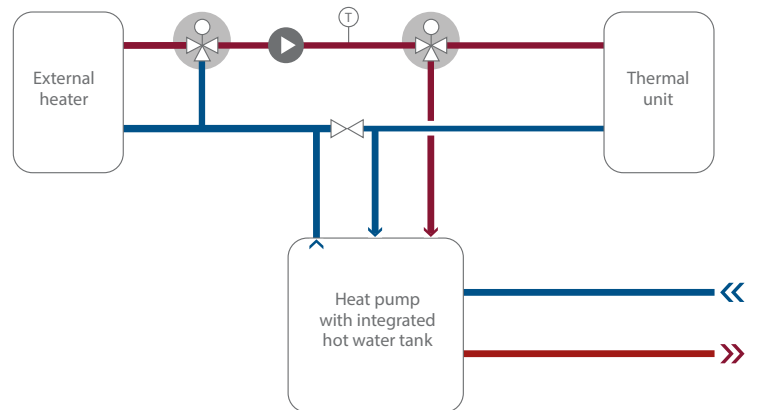 T
External
heater
Thermal
unit
Heat pump
with integrated
hot water tank